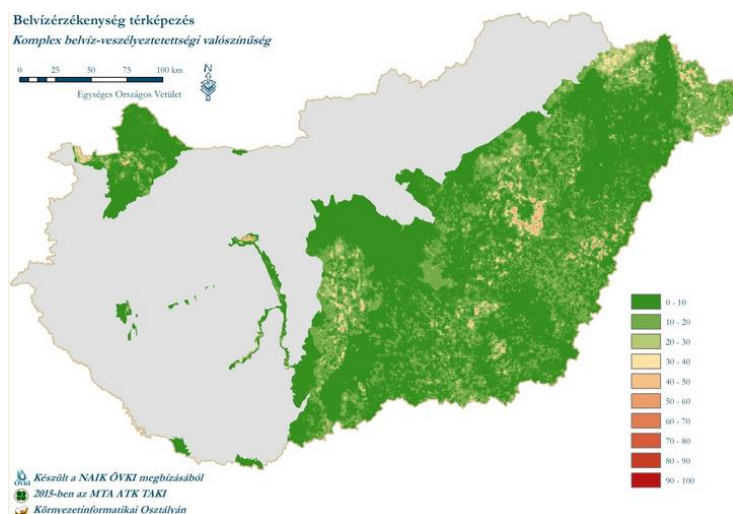 Belvízérzékenység térképezés
Komplex belvíz-veszélyeztetettségi valószínűség
0 25 50 75 100 km
N
Egységes Országos Vetület
0 - 10
10 - 20
20 - 30
30 - 40
40 - 50
50 - 60
60 - 70
70 - 80
80 - 90
90 - 100
Készült a NAIK ÖVKI megbízásából
2015-ben az MTA ATK TAKI
Környezetinformatikai Osztályán